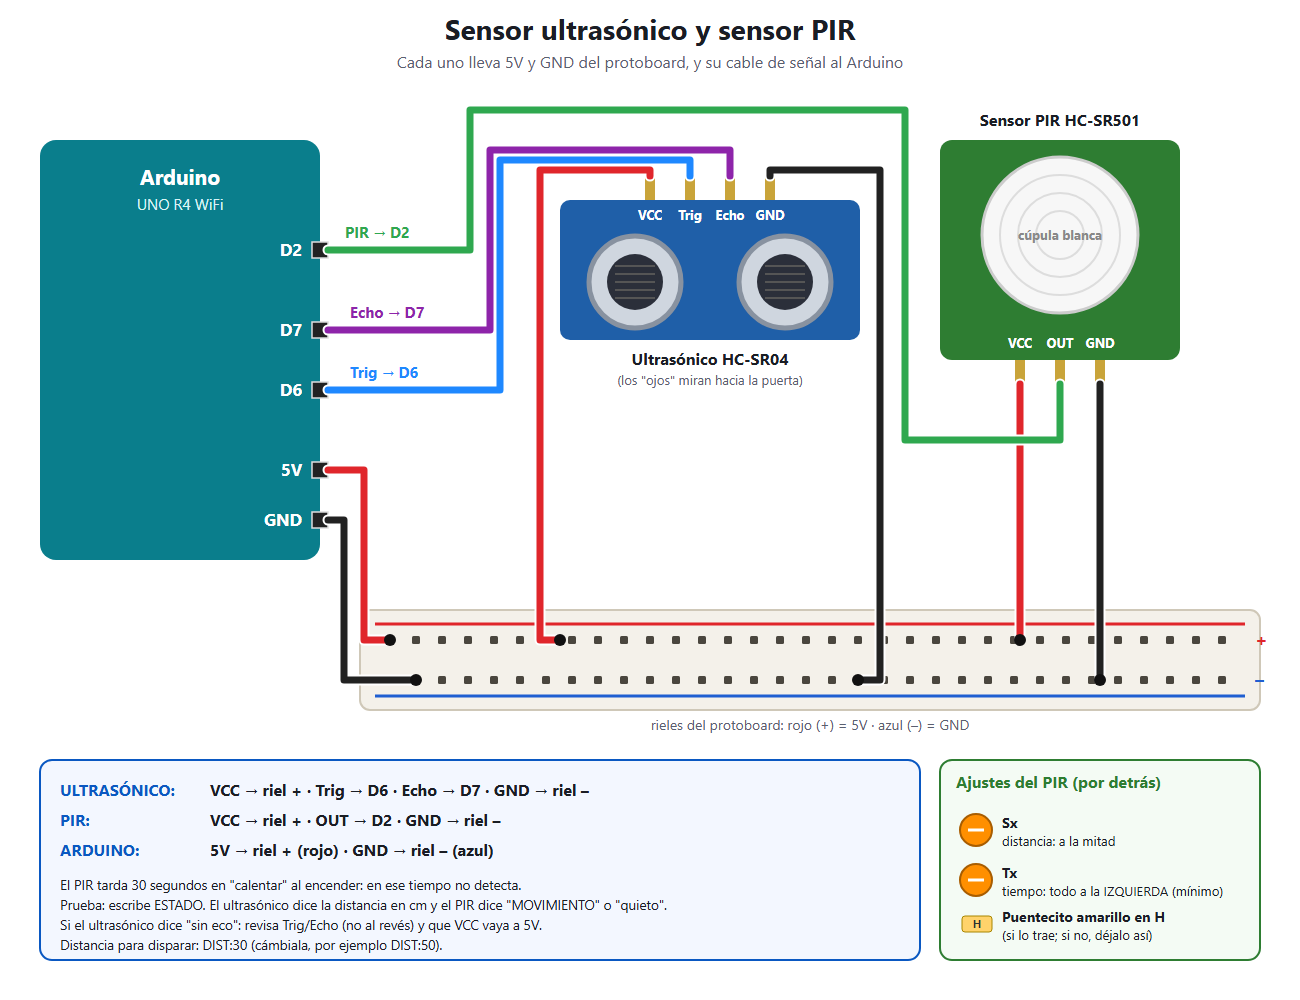 Sensor ultrasónico y sensor PIR
Cada uno lleva 5V y GND del protoboard, y su cable de señal al Arduino
Sensor PIR HC-SR501
Arduino
UNO R4 WiFi
D2
PIR → D2
D7
Echo → D7
D6
Trig → D6
5V
GND
VCC Trig Echo GND
Ultrasónico HC-SR04
(los "ojos" miran hacia la puerta)
cúpula blanca
VCC OUT GND
+
–
rieles del protoboard: rojo (+) = 5V · azul (–) = GND
ULTRASÓNICO: VCC → riel + · Trig → D6 · Echo → D7 · GND → riel –
PIR: VCC → riel + · OUT → D2 · GND → riel –
ARDUINO: 5V → riel + (rojo) · GND → riel – (azul)
El PIR tarda 30 segundos en "calentar" al encender: en ese tiempo no detecta.
Prueba: escribe ESTADO. El ultrasónico dice la distancia en cm y el PIR dice "MOVIMIENTO" o "quieto".
Si el ultrasónico dice "sin eco": revisa Trig/Echo (no al revés) y que VCC vaya a 5V.
Distancia para disparar: DIST:30 (cámbiala, por ejemplo DIST:50).
Ajustes del PIR (por detrás)
Sx
distancia: a la mitad
Tx
tiempo: todo a la IZQUIERDA (mínimo)
H
Puentecito amarillo en H
(si lo trae; si no, déjalo así)